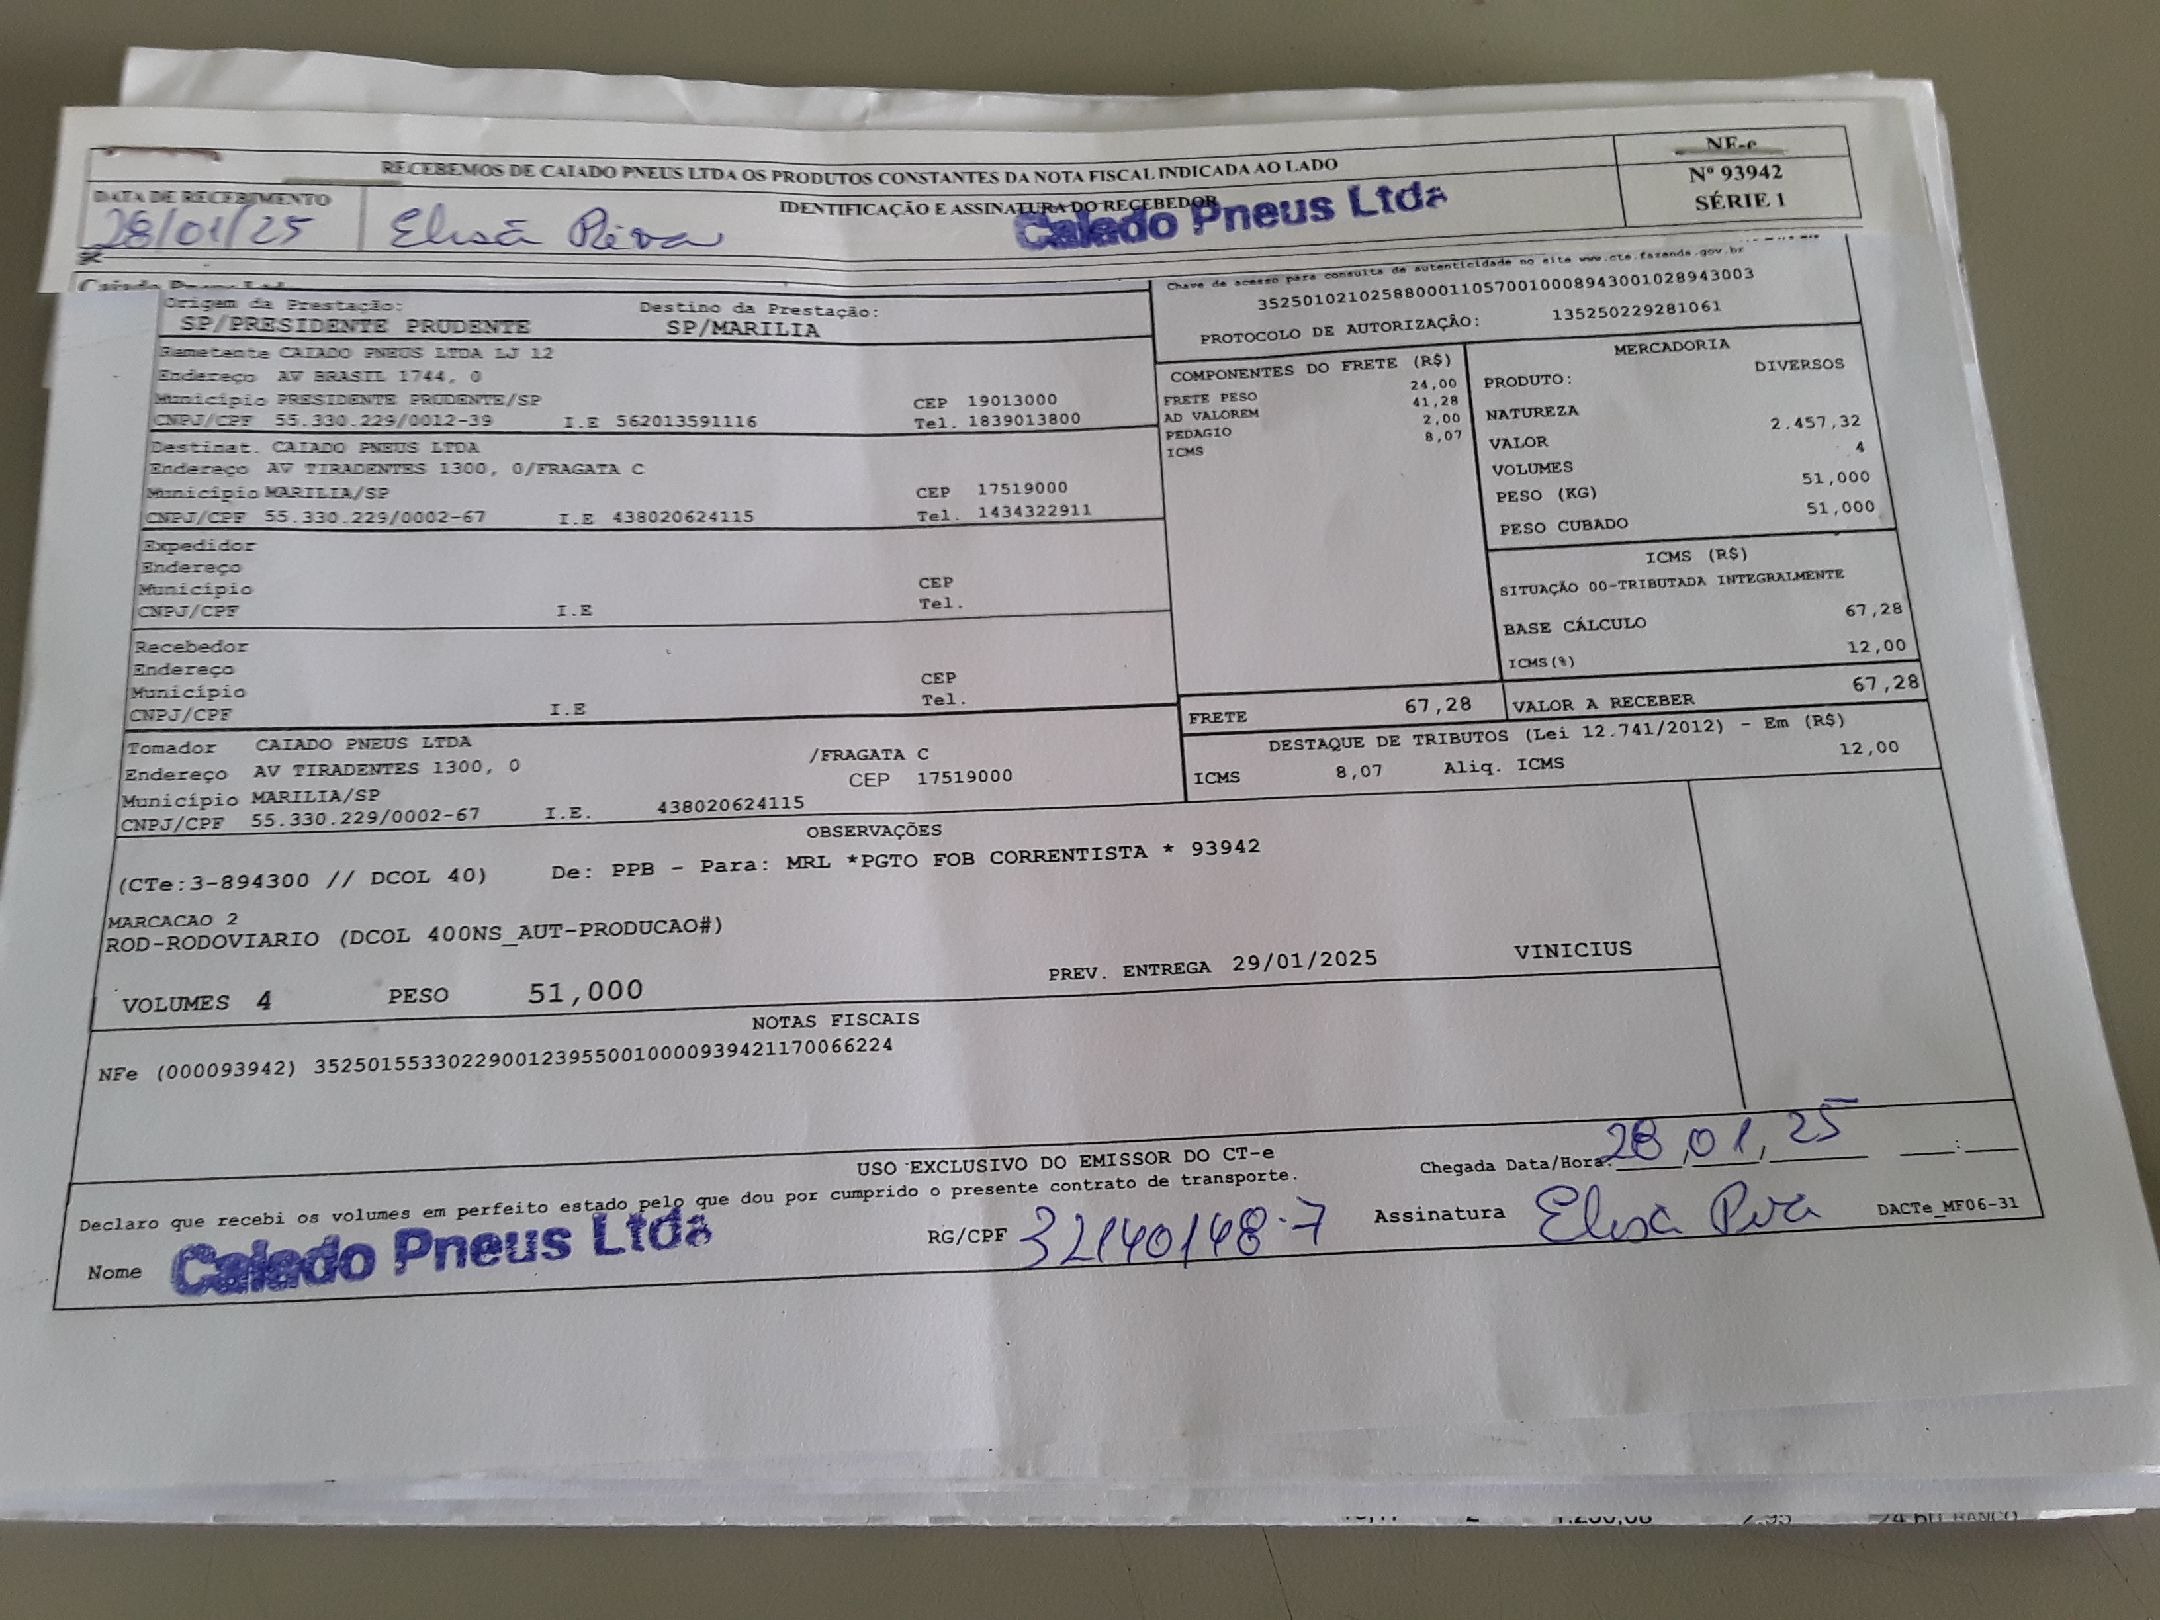 RECEBEMOS DE CAIADO PNEUS LTDA OS PRODUTOS CONSTANTES DA NOTA FISCAL INDICADA AO LADO
NF-e
Nº 93942
SÉRIE 1
DATA DE RECEBIMENTO
28/01/25
IDENTIFICAÇÃO E ASSINATURA DO RECEBEDOR
Elisã Piva
Caiado Pneus Ltda
Chave de acesso para consulta de autenticidade no site www.cte.fazenda.gov.br
35250102102588000110570010008943001028943003
PROTOCOLO DE AUTORIZAÇÃO: 135250229281061
Origem da Prestação: Destino da Prestação:
SP/PRESIDENTE PRUDENTE SP/MARILIA
Remetente CAIADO PNEUS LTDA LJ 12
Endereço AV BRASIL 1744, 0
Município PRESIDENTE PRUDENTE/SP CEP 19013000
CNPJ/CPF 55.330.229/0012-39 I.E 562013591116 Tel. 1839013800
Destinat. CAIADO PNEUS LTDA
Endereço AV TIRADENTES 1300, 0/FRAGATA C
Município MARILIA/SP CEP 17519000
CNPJ/CPF 55.330.229/0002-67 I.E 438020624115 Tel. 1434322911
Expedidor
Endereço
Município CEP
CNPJ/CPF I.E Tel.
Recebedor
Endereço
Município CEP
CNPJ/CPF I.E Tel.
Tomador CAIADO PNEUS LTDA
Endereço AV TIRADENTES 1300, 0 /FRAGATA C
Município MARILIA/SP CEP 17519000
CNPJ/CPF 55.330.229/0002-67 I.E. 438020624115
COMPONENTES DO FRETE (R$)
FRETE PESO 24,00
AD VALOREM 41,28
PEDAGIO 2,00
ICMS 8,07
MERCADORIA
PRODUTO: DIVERSOS
NATUREZA
VALOR 2.457,32
VOLUMES 4
PESO (KG) 51,000
PESO CUBADO 51,000
ICMS (R$)
SITUAÇÃO 00-TRIBUTADA INTEGRALMENTE
BASE CÁLCULO 67,28
ICMS(%) 12,00
FRETE 67,28 VALOR A RECEBER 67,28
DESTAQUE DE TRIBUTOS (Lei 12.741/2012) - Em (R$)
ICMS 8,07 Aliq. ICMS 12,00
OBSERVAÇÕES
(CTe:3-894300 // DCOL 40) De: PPB - Para: MRL *PGTO FOB CORRENTISTA * 93942
MARCACAO 2
ROD-RODOVIARIO (DCOL 400NS_AUT-PRODUCAO#)
VOLUMES 4 PESO 51,000 PREV. ENTREGA 29/01/2025 VINICIUS
NOTAS FISCAIS
NFe (000093942) 35250155330229001239550010000939421170066224
USO EXCLUSIVO DO EMISSOR DO CT-e
Declaro que recebi os volumes em perfeito estado pelo que dou por cumprido o presente contrato de transporte.
Chegada Data/Hora: 28,01,25
Nome Caiado Pneus Ltda RG/CPF 32140148-7 Assinatura Elisã Piva DACTe_MF06-31